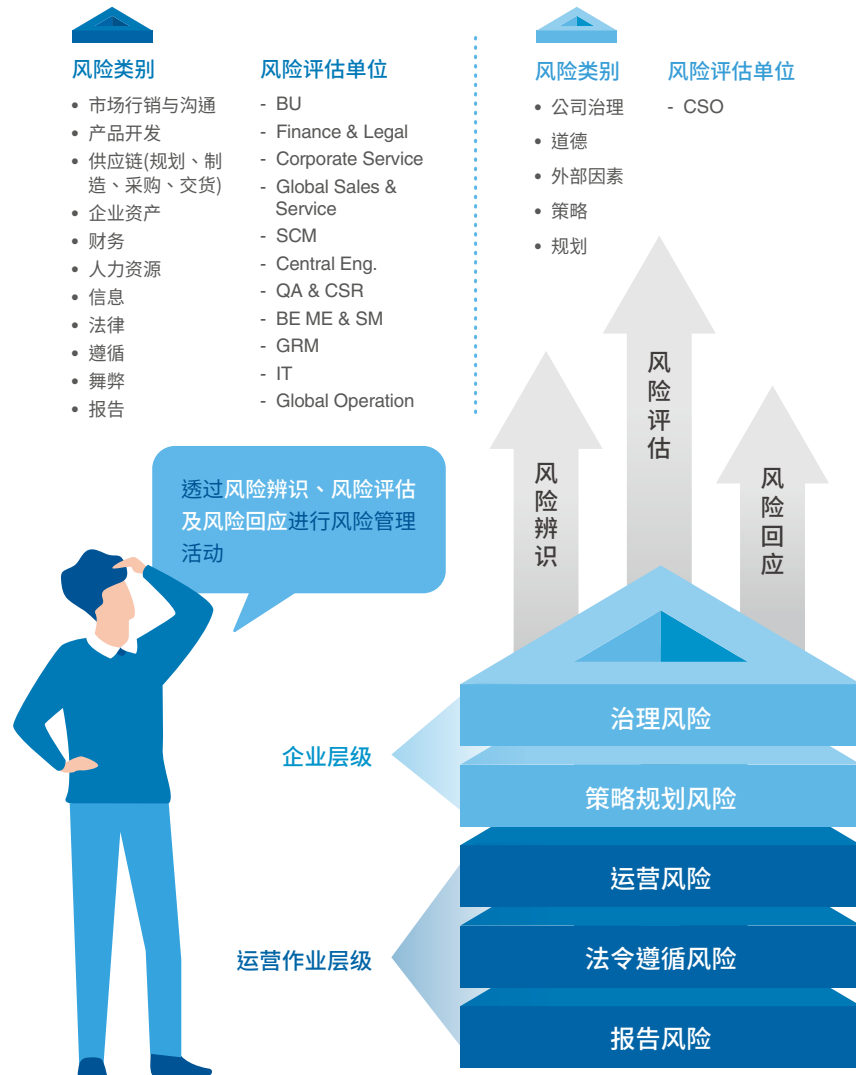 风险类别
• 市场行销与沟通
• 产品开发
• 供应链(规划、制
造、采购、交货)
• 企业资产
• 财务
• 人力资源
• 信息
• 法律
• 遵循
• 舞弊
• 报告
风险评估单位
- BU
- Finance & Legal
- Corporate Service
- Global Sales &
Service
- SCM
- Central Eng.
- QA & CSR
- BE ME & SM
- GRM
- IT
- Global Operation
风险类别
• 公司治理
• 道德
• 外部因素
• 策略
• 规划
风险评估单位
- CSO
风险辨识
风险评估
风险回应
透过风险辨识、风险评估
及风险回应进行风险管理
活动
企业层级
治理风险
策略规划风险
运营作业层级
运营风险
法令遵循风险
报告风险